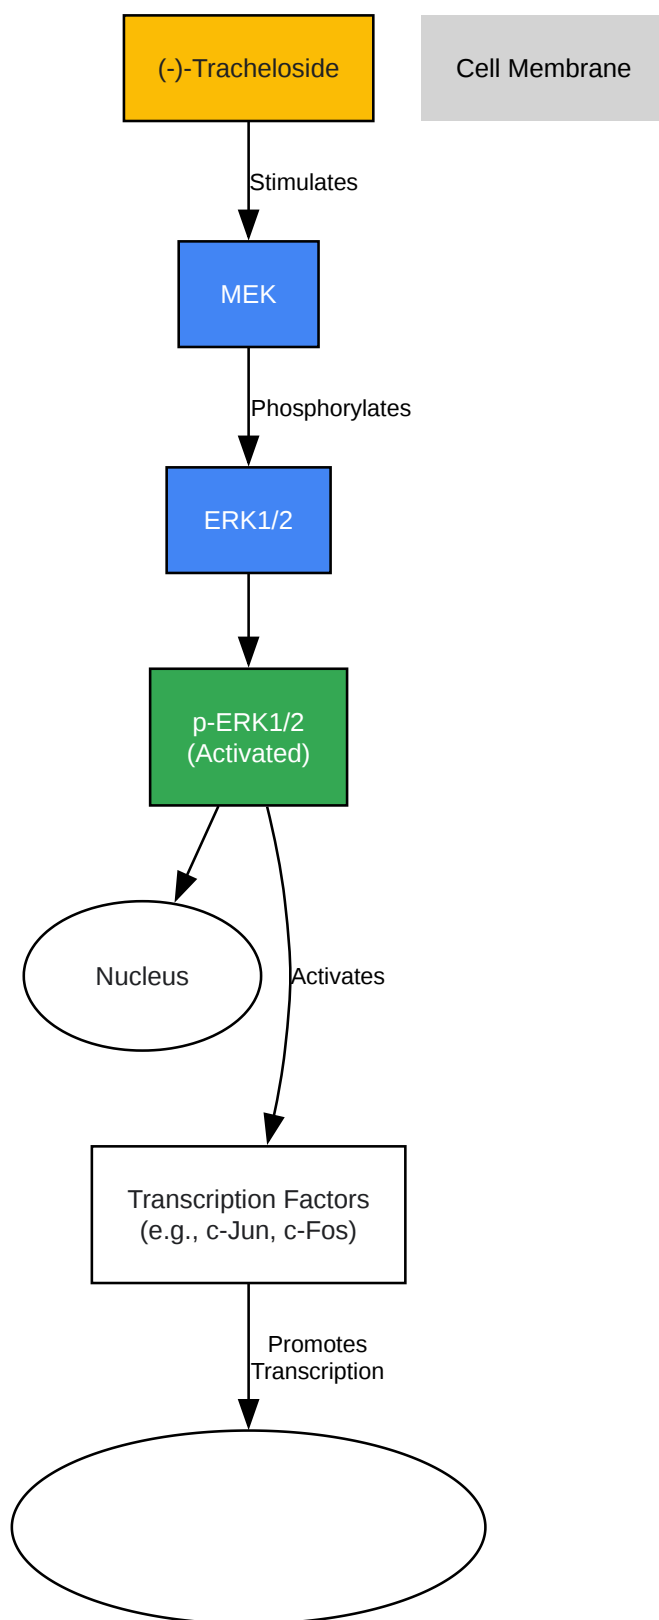 (-)-Tracheloside
Cell Membrane
Stimulates
MEK
Phosphorylates
ERK1/2
p-ERK1/2
(Activated)
Nucleus
Activates
Transcription Factors
(e.g., c-Jun, c-Fos)
Promotes
Transcription